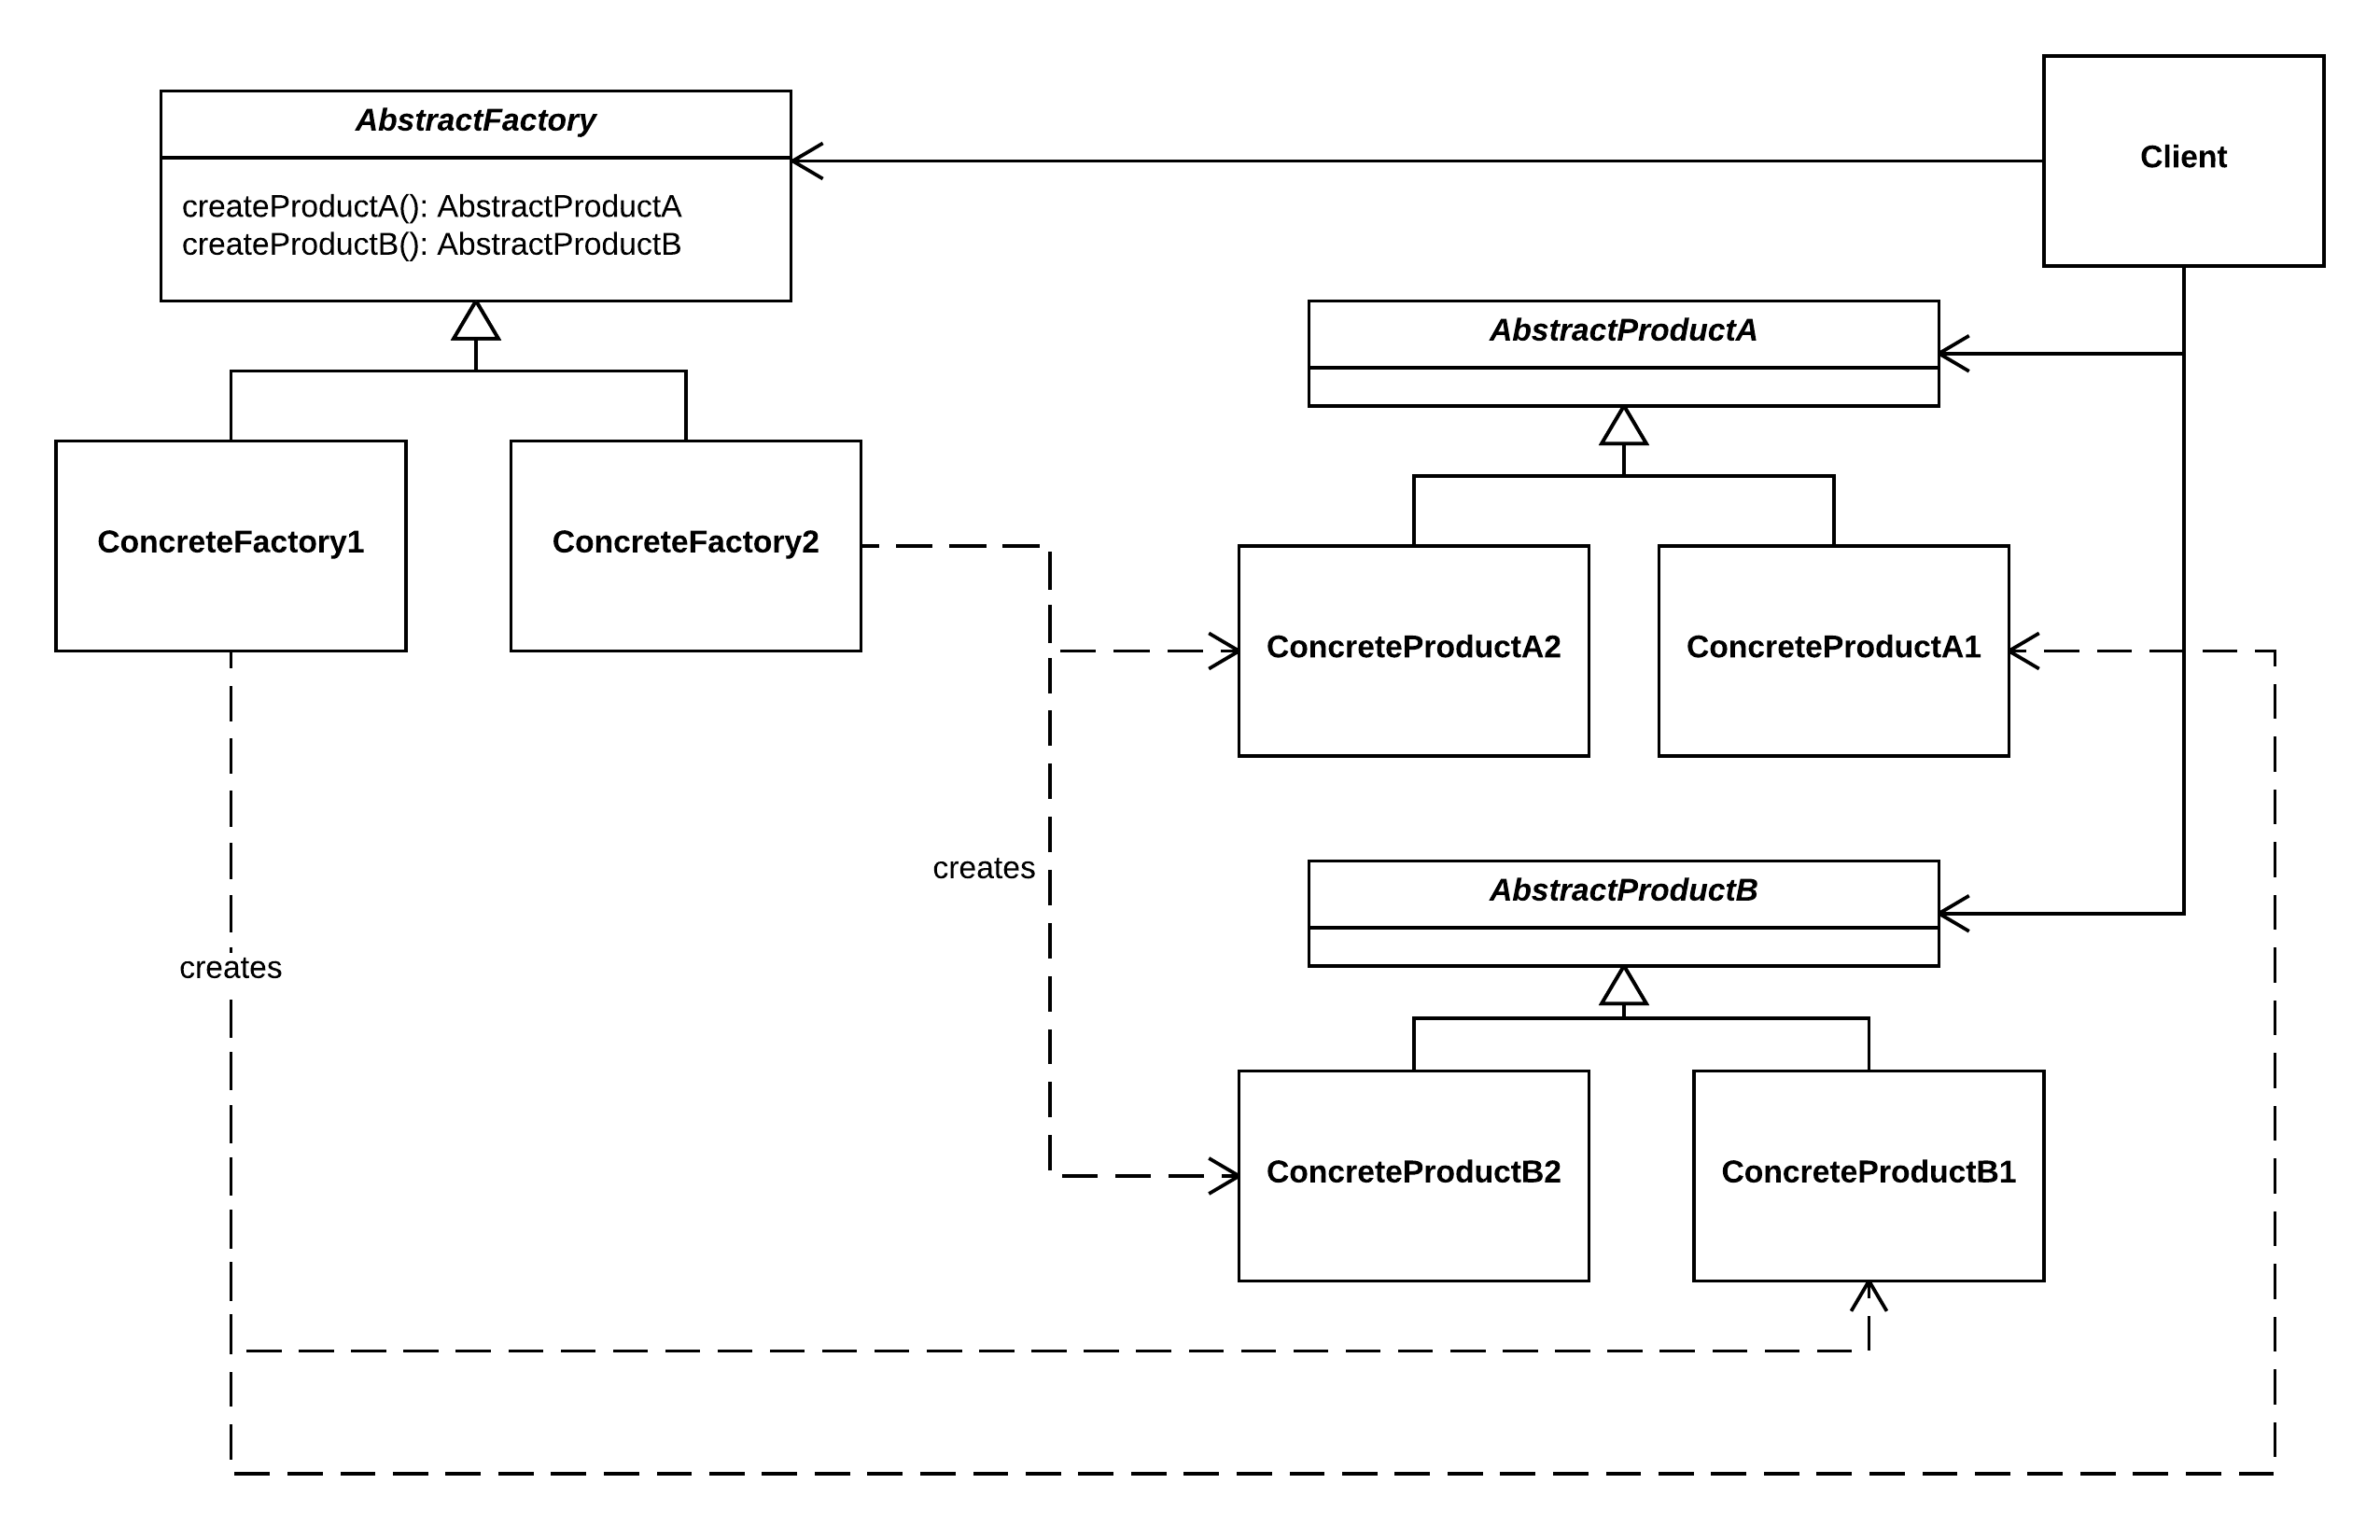 AbstractFactory
createProductA(): AbstractProductA
createProductB(): AbstractProductB
Client
AbstractProductA
ConcreteFactory1
ConcreteFactory2
ConcreteProductA2
ConcreteProductA1
creates
AbstractProductB
creates
ConcreteProductB2
ConcreteProductB1